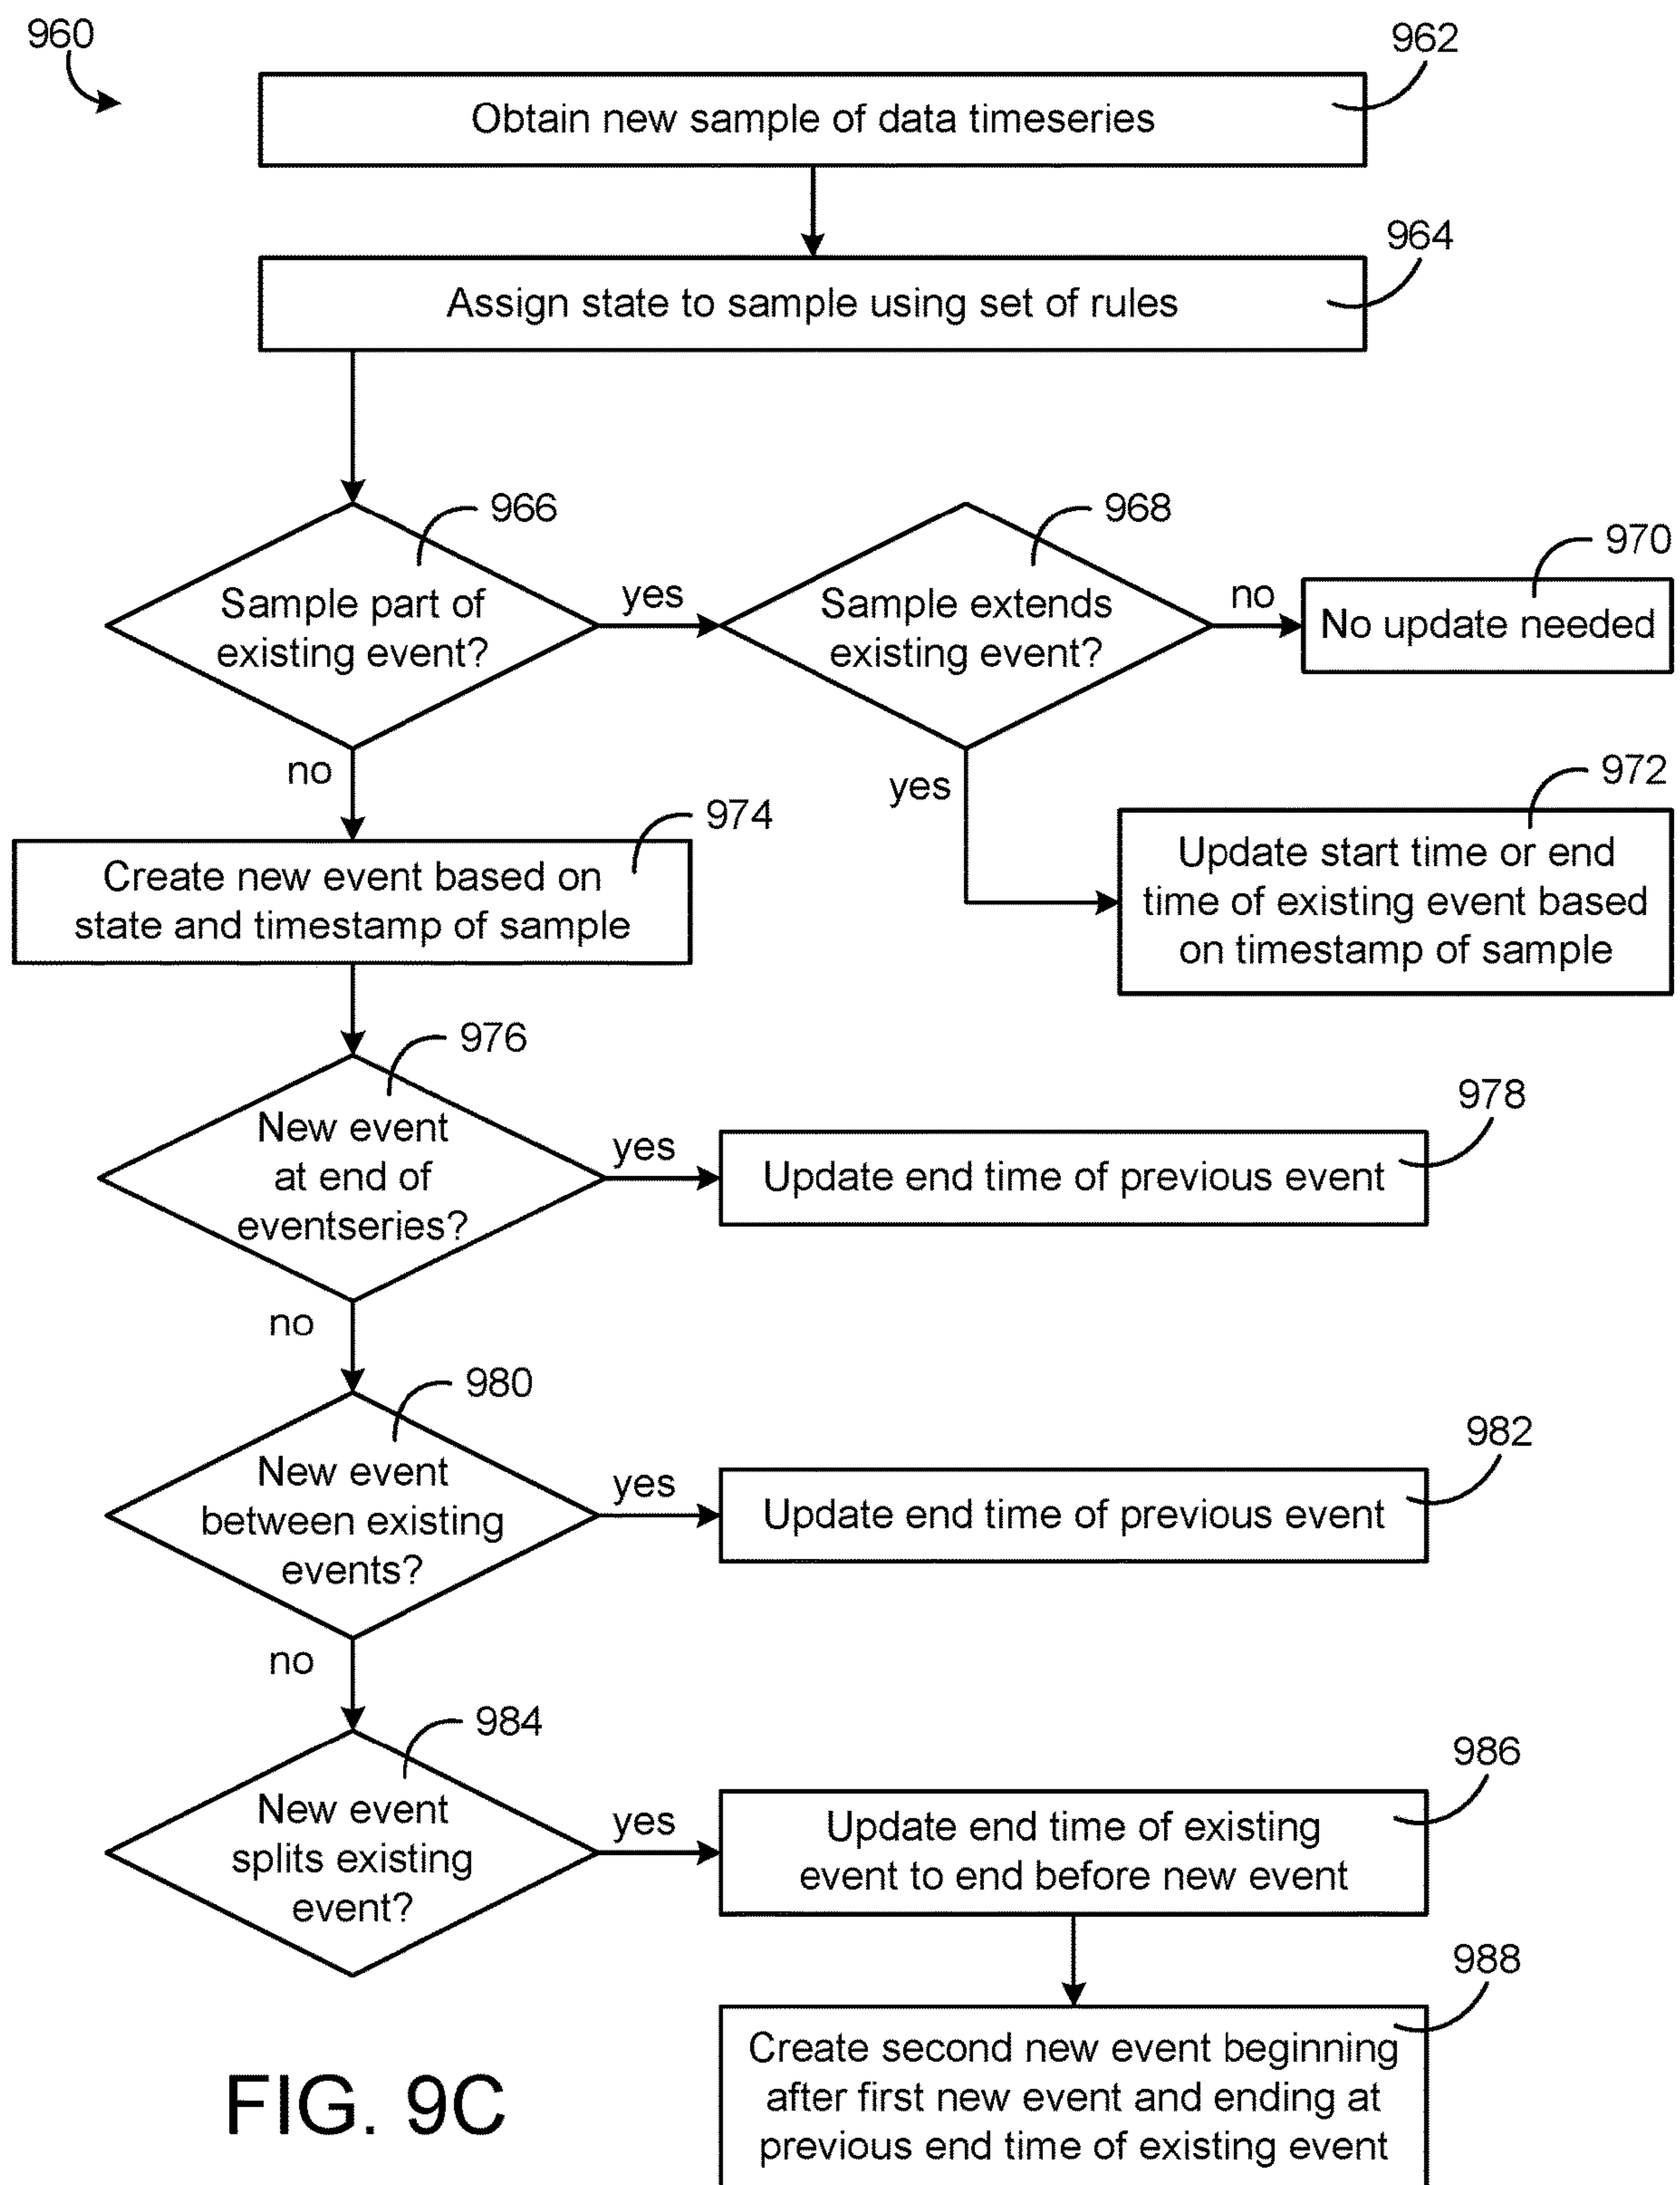 960
962
Obtain new sample of data timeseries
964
Assign state to sample using set of rules
966
968
970
Sample part of
existing event?
yes
Sample extends
existing event?
no
No update needed
no
yes
972
Update start time or end
time of existing event based
on timestamp of sample
974
Create new event based on
state and timestamp of sample
976
New event
at end of
eventseries?
yes
978
Update end time of previous event
no
980
New event
between existing
events?
yes
982
Update end time of previous event
no
984
New event
splits existing
event?
yes
986
Update end time of existing
event to end before new event
988
Create second new event beginning
after first new event and ending at
previous end time of existing event
FIG. 9C